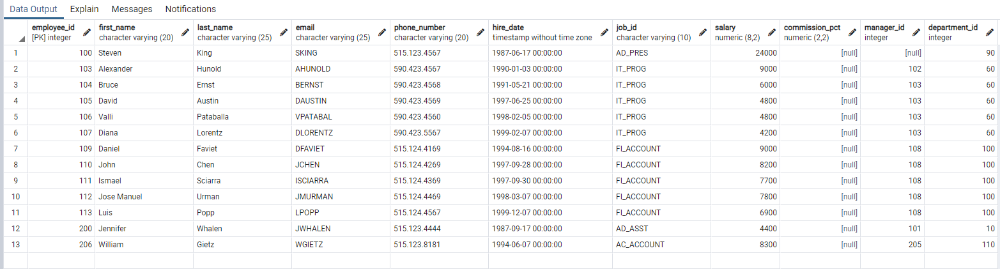 Data Output Explain Messages Notifications
employee_id first_name last_name email phone_number hire_date job_id salary commission_pct manager_id department_id
[PK] integer character varying (20) character varying (25) character varying (25) character varying (20) timestamp without time zone character varying (10) numeric (8,2) numeric (2,2) integer integer
1 100 Steven King SKING 515.123.4567 1987-06-17 00:00:00 AD_PRES 24000 [null] [null] 90
2 103 Alexander Hunold AHUNOLD 590.423.4567 1990-01-03 00:00:00 IT_PROG 9000 [null] 102 60
3 104 Bruce Ernst BERNST 590.423.4568 1991-05-21 00:00:00 IT_PROG 6000 [null] 103 60
4 105 David Austin DAUSTIN 590.423.4569 1997-06-25 00:00:00 IT_PROG 4800 [null] 103 60
5 106 Valli Pataballa VPATABAL 590.423.4560 1998-02-05 00:00:00 IT_PROG 4800 [null] 103 60
6 107 Diana Lorentz DLORENTZ 590.423.5567 1999-02-07 00:00:00 IT_PROG 4200 [null] 103 60
7 109 Daniel Faviet DFAVIET 515.124.4169 1994-08-16 00:00:00 FI_ACCOUNT 9000 [null] 108 100
8 110 John Chen JCHEN 515.124.4269 1997-09-28 00:00:00 FI_ACCOUNT 8200 [null] 108 100
9 111 Ismael Sciarra ISCIARRA 515.124.4369 1997-09-30 00:00:00 FI_ACCOUNT 7700 [null] 108 100
10 112 Jose Manuel Urman JMURMAN 515.124.4469 1998-03-07 00:00:00 FI_ACCOUNT 7800 [null] 108 100
11 113 Luis Popp LPOPP 515.124.4567 1999-12-07 00:00:00 FI_ACCOUNT 6900 [null] 108 100
12 200 Jennifer Whalen JWHALEN 515.123.4444 1987-09-17 00:00:00 AD_ASST 4400 [null] 101 10
13 206 William Gietz WGIETZ 515.123.8181 1994-06-07 00:00:00 AC_ACCOUNT 8300 [null] 205 110